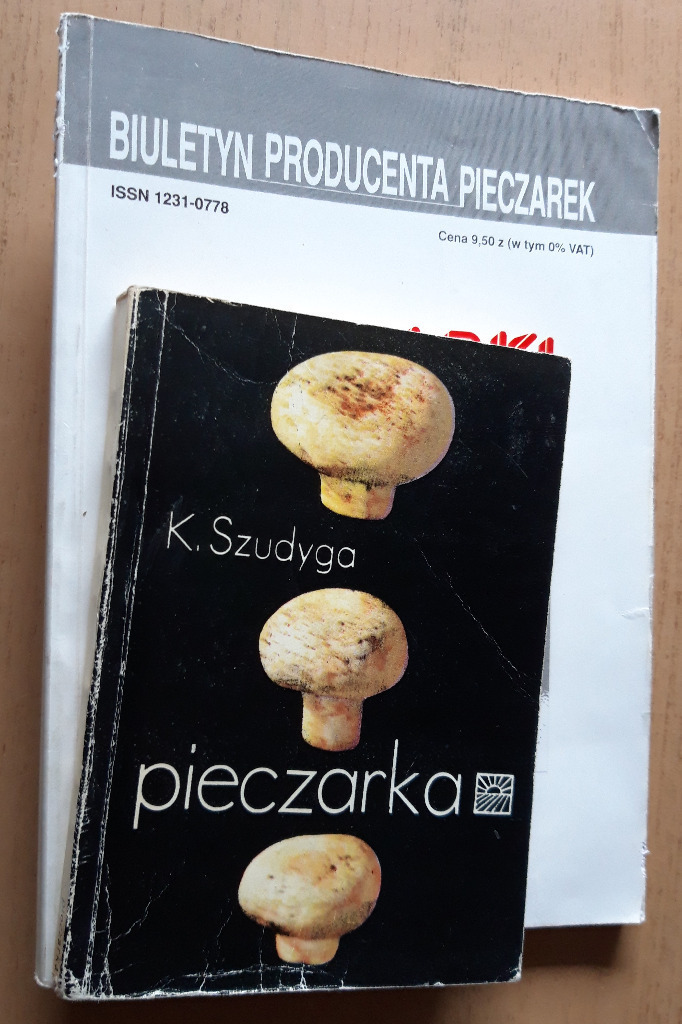 BIULETYN PRODUCENTA PIECZAREK
ISSN 1231-0778
Cena 9,50 z (w tym 0% VAT)
K. Szudyga
pieczarka